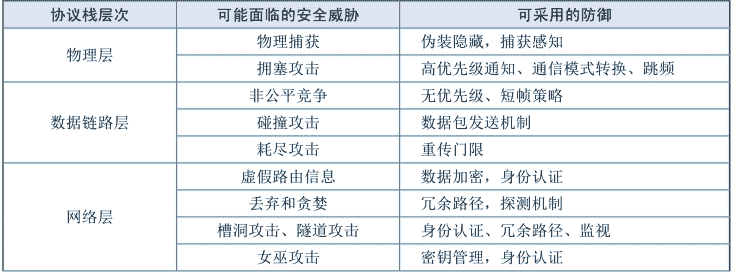 协议栈层次 可能面临的安全威胁 可采用的防御
物理层
物理捕获 伪装隐藏，捕获感知
拥塞攻击 高优先级通知、通信模式转换、跳频
数据链路层
非公平竞争 无优先级、短帧策略
碰撞攻击 数据包发送机制
耗尽攻击 重传门限
网络层
虚假路由信息 数据加密，身份认证
丢弃和贪婪 冗余路径，探测机制
槽洞攻击、隧道攻击 身份认证、冗余路径、监视
女巫攻击 密钥管理，身份认证